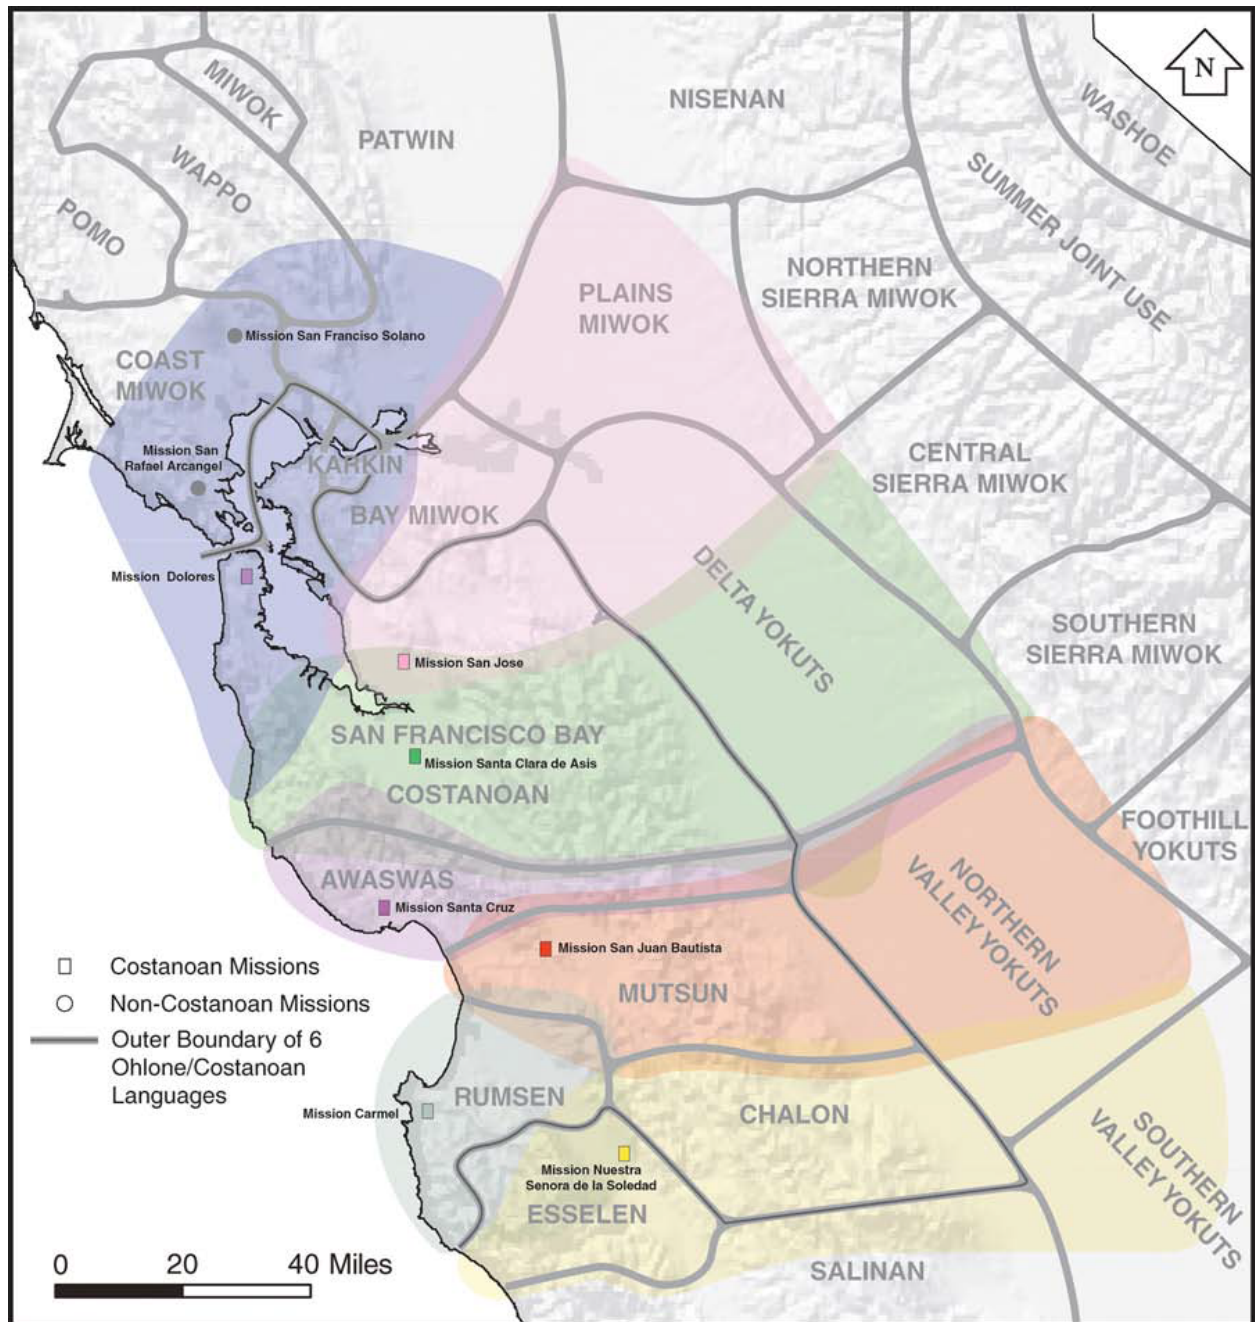 N
MIWOK
NISENAN
PATWIN
WASHOE
WAPPO
POMO
SUMMER JOINT USE
NORTHERN
SIERRA MIWOK
PLAINS
MIWOK
Mission San Franciso Solano
COAST
MIWOK
Mission San
Rafael Arcangel
KARKIN
CENTRAL
SIERRA MIWOK
BAY MIWOK
Mission Dolores
DELTA YOKUTS
SOUTHERN
SIERRA MIWOK
Mission San Jose
SAN FRANCISCO BAY
Mission Santa Clara de Asis
COSTANOAN
FOOTHILL
YOKUTS
AWASWAS
Mission Santa Cruz
NORTHERN
VALLEY YOKUTS
Mission San Juan Bautista
MUTSUN
Costanoan Missions
Non-Costanoan Missions
Outer Boundary of 6
Ohlone/Costanoan
Languages
RUMSEN
Mission Carmel
CHALON
SOUTHERN
VALLEY YOKUTS
Mission Nuestra
Senora de la Soledad
ESSELEN
SALINAN
0 20 40 Miles